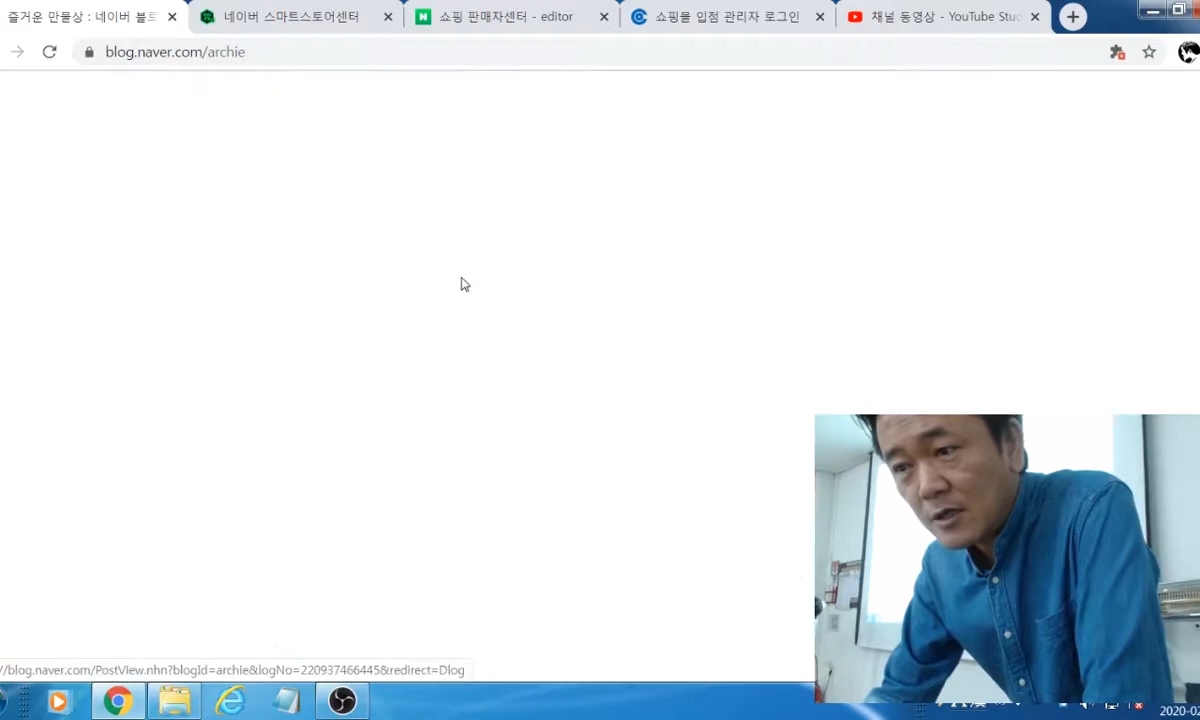 즐거운 만물상 : 네이버 블로
네이버 스마트스토어센터
쇼핑 판매자센터 - editor
쇼핑몰 입점 관리자 로그인
채널 동영상 - YouTube Stu
blog.naver.com/archie
//blog.naver.com/PostView.nhn?blogId=archie&logNo=220937466445&redirect=Dlog
2020-02